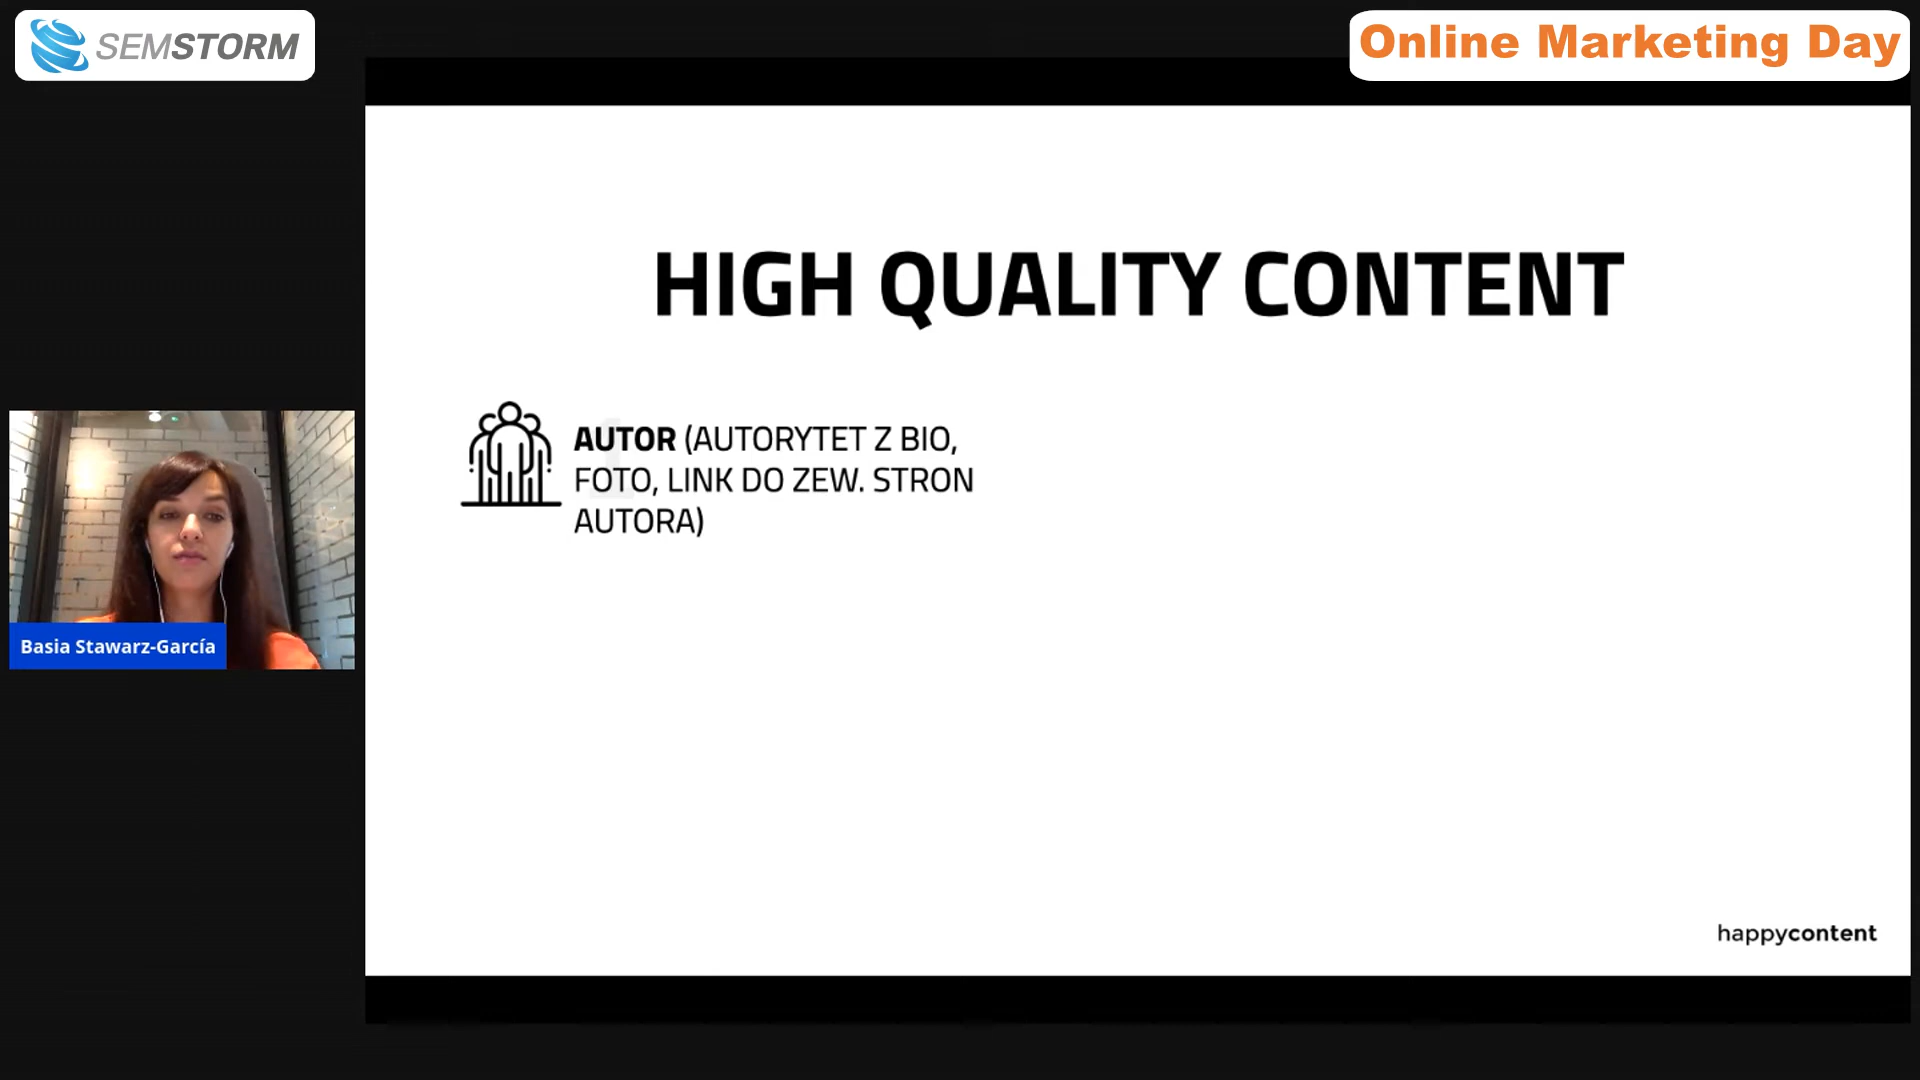 SEMSTORM
Online Marketing Day
HIGH QUALITY CONTENT
AUTOR (AUTORYTET Z BIO,
FOTO, LINK DO ZEW. STRON
AUTORA)
Basia Stawarz-García
happycontent